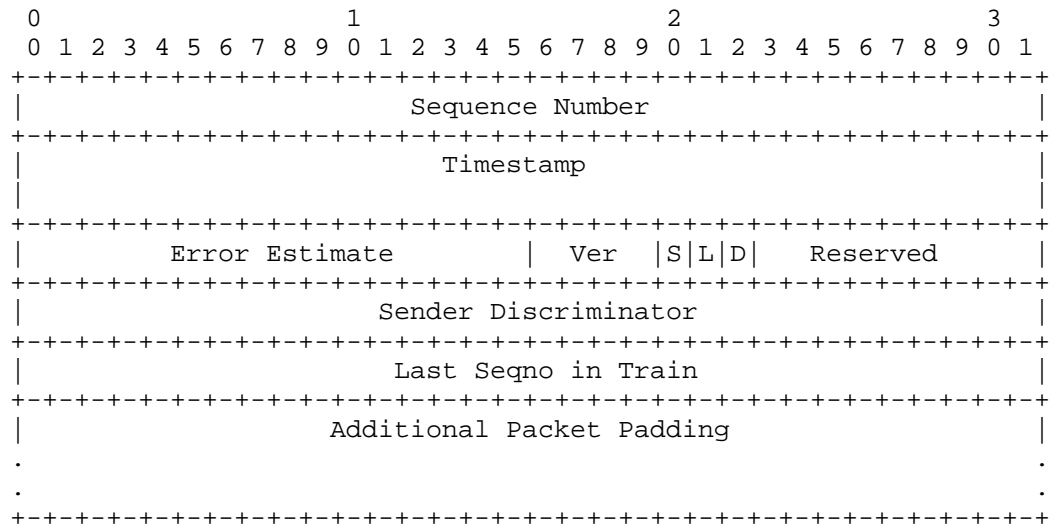 0                   1                   2                   3
 0 1 2 3 4 5 6 7 8 9 0 1 2 3 4 5 6 7 8 9 0 1 2 3 4 5 6 7 8 9 0 1
+-+-+-+-+-+-+-+-+-+-+-+-+-+-+-+-+-+-+-+-+-+-+-+-+-+-+-+-+-+-+-+-+
|                        Sequence Number                        |
+-+-+-+-+-+-+-+-+-+-+-+-+-+-+-+-+-+-+-+-+-+-+-+-+-+-+-+-+-+-+-+-+
|                          Timestamp                            |
|                                                               |
+-+-+-+-+-+-+-+-+-+-+-+-+-+-+-+-+-+-+-+-+-+-+-+-+-+-+-+-+-+-+-+-+
|         Error Estimate        |  Ver  |S|L|D|   Reserved      |
+-+-+-+-+-+-+-+-+-+-+-+-+-+-+-+-+-+-+-+-+-+-+-+-+-+-+-+-+-+-+-+-+
|                      Sender Discriminator                     |
+-+-+-+-+-+-+-+-+-+-+-+-+-+-+-+-+-+-+-+-+-+-+-+-+-+-+-+-+-+-+-+-+
|                       Last Seqno in Train                     |
+-+-+-+-+-+-+-+-+-+-+-+-+-+-+-+-+-+-+-+-+-+-+-+-+-+-+-+-+-+-+-+-+
|                   Additional Packet Padding                   |
.                                                               .
.                                                               .
+-+-+-+-+-+-+-+-+-+-+-+-+-+-+-+-+-+-+-+-+-+-+-+-+-+-+-+-+-+-+-+-+